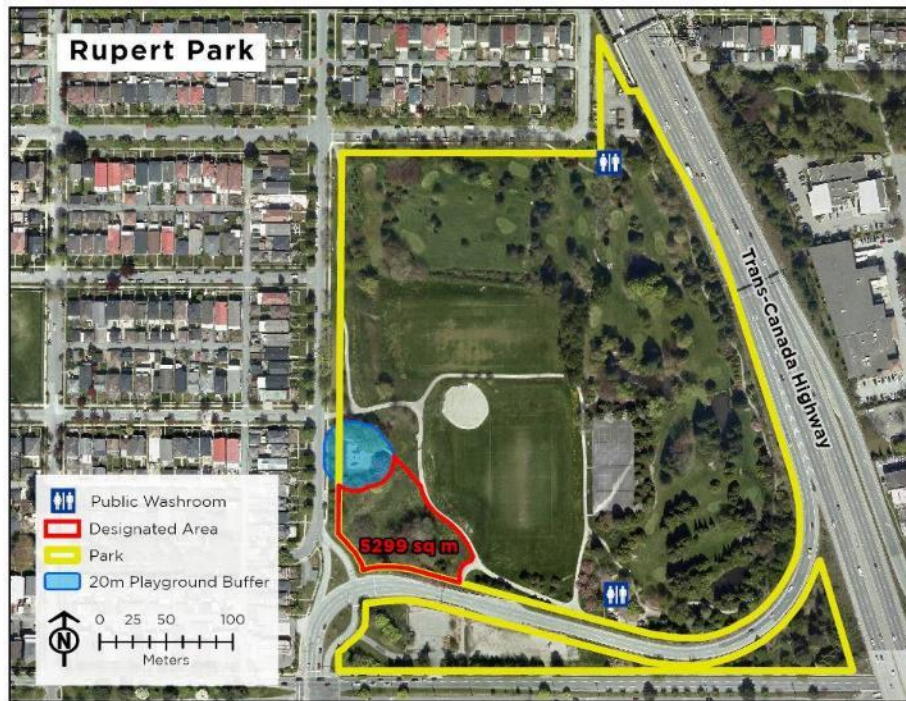 Rupert Park
Trans-Canada Highway
5299 sq m
Public Washroom
Designated Area
Park
20m Playground Buffer
N
0 25 50 100
Meters